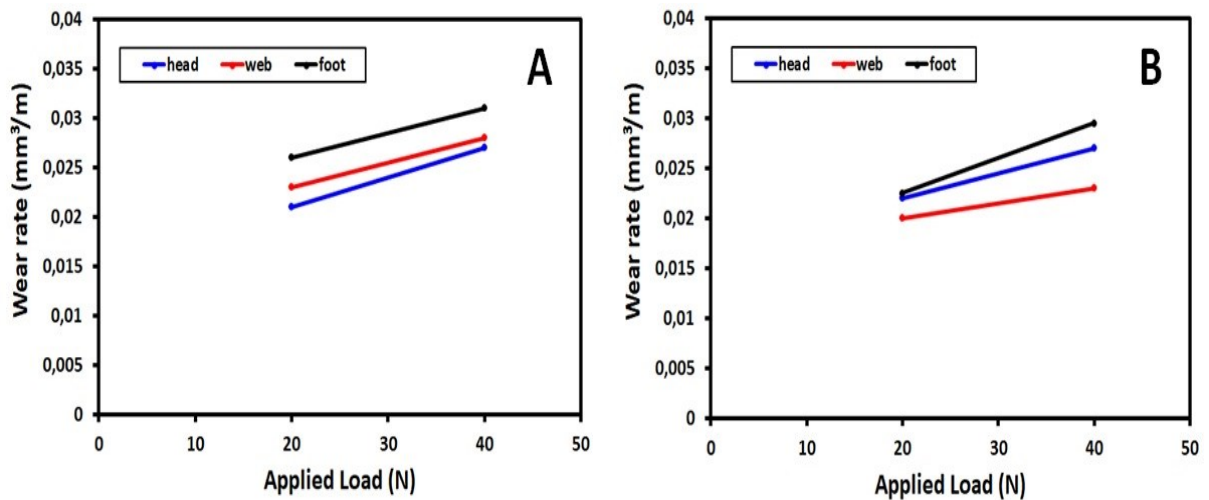 0,04
0,035
0,03
0,025
0,02
0,015
0,01
0,005
0
Wear rate (mm³/m)
head web foot
A
0 10 20 30 40 50
Applied Load (N)
0,04
0,035
0,03
0,025
0,02
0,015
0,01
0,005
0
Wear rate (mm³/m)
head web foot
B
0 10 20 30 40 50
Applied Load (N)